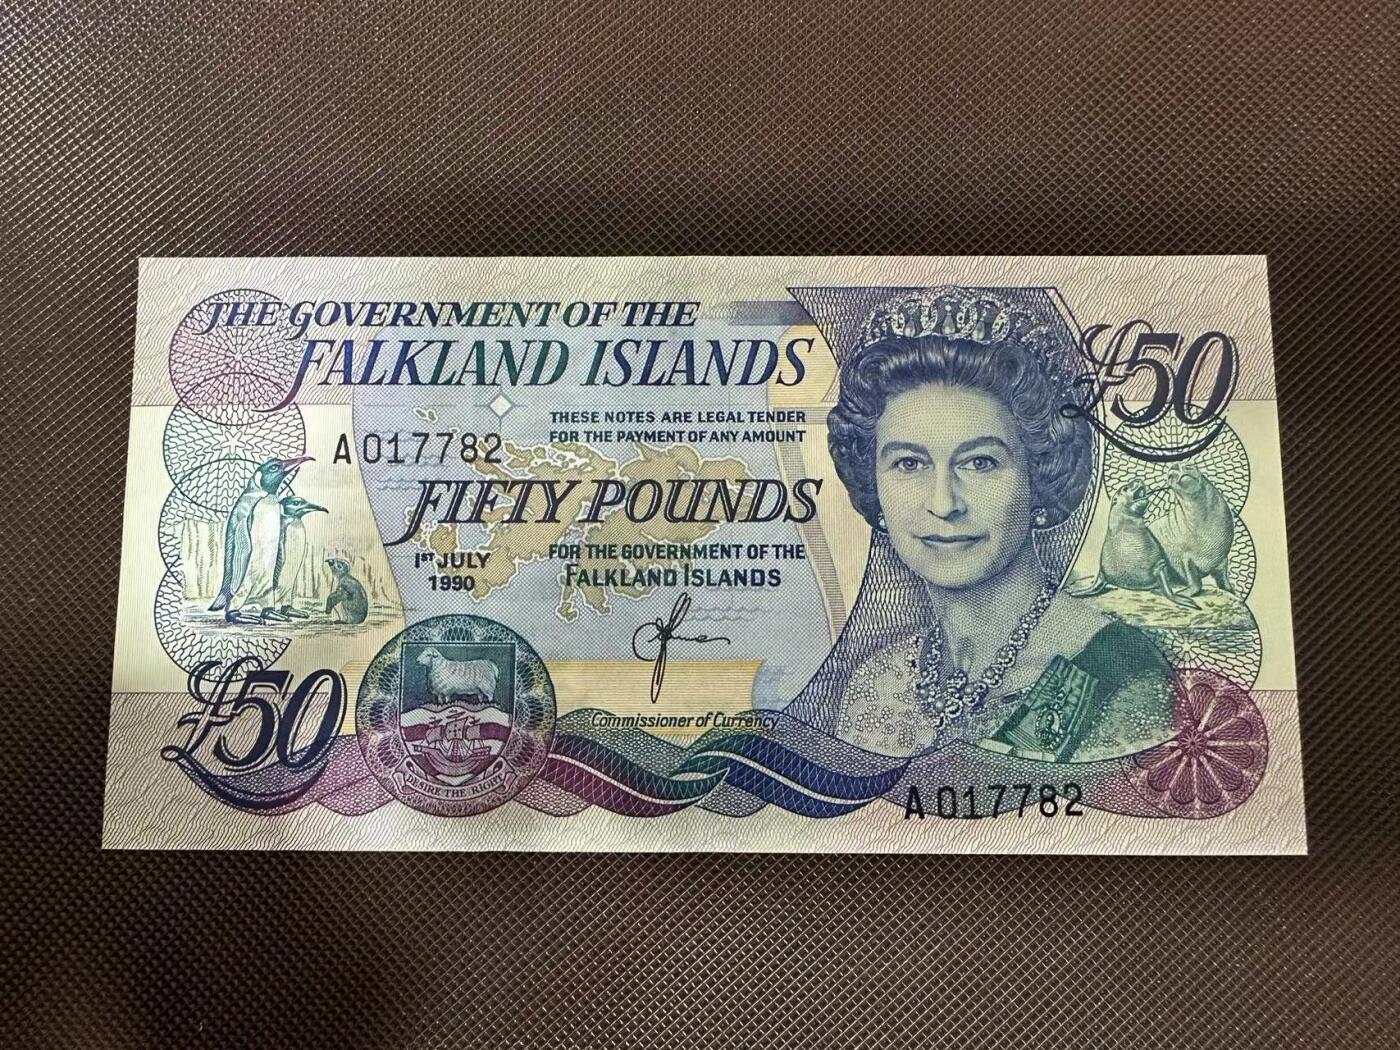 THE GOVERNMENT OF THE
FALKLAND ISLANDS
£50
THESE NOTES ARE LEGAL TENDER
FOR THE PAYMENT OF ANY AMOUNT
A 017782
FIFTY POUNDS
1ST JULY
1990
FOR THE GOVERNMENT OF THE
FALKLAND ISLANDS
£50
Commissioner of Currency
DESIRE THE RIGHT
A 017782